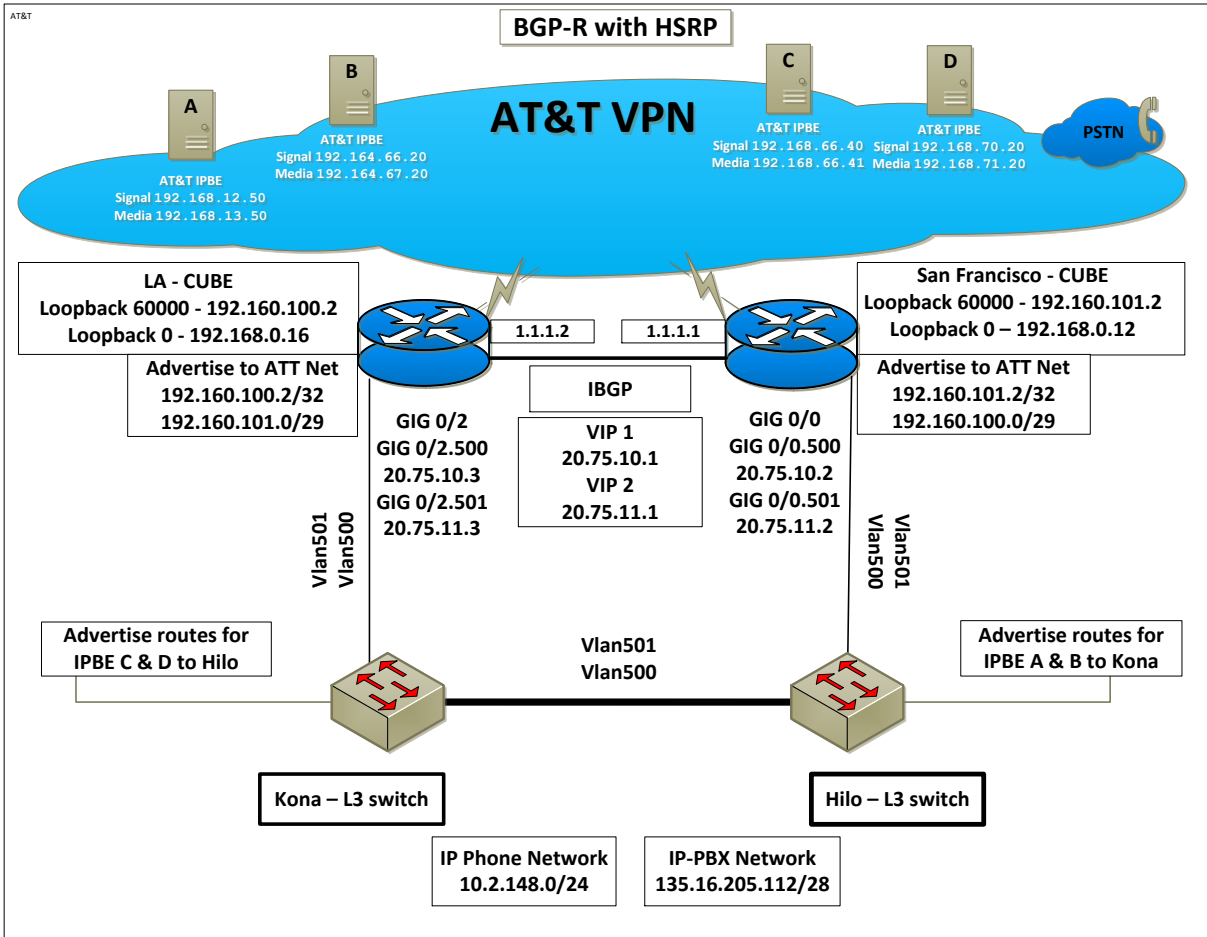 AT&T
BGP-R with HSRP
A
B
C
D
AT&T VPN
PSTN
AT&T IPBE
Signal 192.168.12.50
Media 192.168.13.50
AT&T IPBE
Signal 192.164.66.20
Media 192.164.67.20
AT&T IPBE
Signal 192.168.66.40
Media 192.168.66.41
AT&T IPBE
Signal 192.168.70.20
Media 192.168.71.20
LA - CUBE
Loopback 60000 - 192.160.100.2
Loopback 0 - 192.168.0.16
San Francisco - CUBE
Loopback 60000 - 192.160.101.2
Loopback 0 – 192.168.0.12
1.1.1.2
1.1.1.1
Advertise to ATT Net
192.160.100.2/32
192.160.101.0/29
Advertise to ATT Net
192.160.101.2/32
192.160.100.0/29
IBGP
GIG 0/2
GIG 0/2.500
20.75.10.3
GIG 0/2.501
20.75.11.3
VIP 1
20.75.10.1
VIP 2
20.75.11.1
GIG 0/0
GIG 0/0.500
20.75.10.2
GIG 0/0.501
20.75.11.2
Vlan501
Vlan500
Vlan501
Vlan500
Advertise routes for
IPBE C & D to Hilo
Vlan501
Vlan500
Advertise routes for
IPBE A & B to Kona
Kona – L3 switch
Hilo – L3 switch
IP Phone Network
10.2.148.0/24
IP-PBX Network
135.16.205.112/28